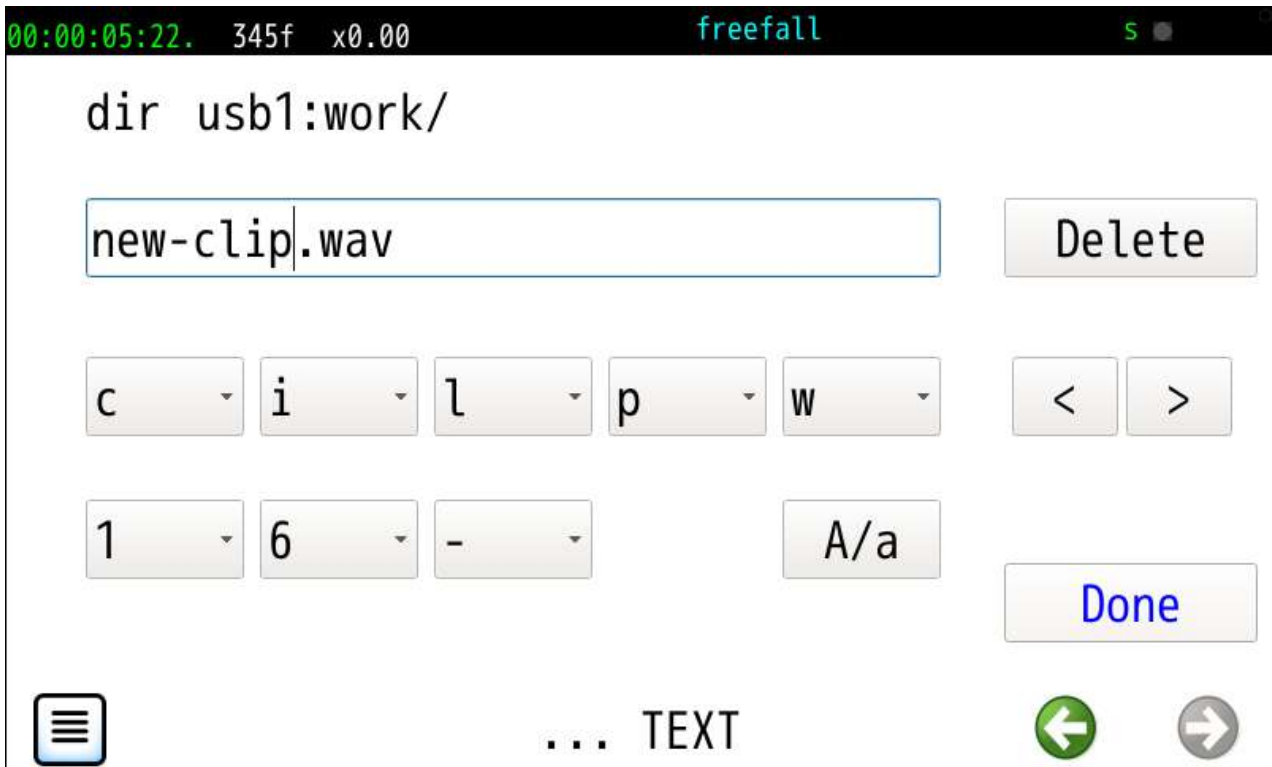 00:00:05:22. 345f x0.00 freefall S
dir usb1:work/
new-clip.wav Delete
c i l p w < >
1 6 - A/a
Done
... TEXT